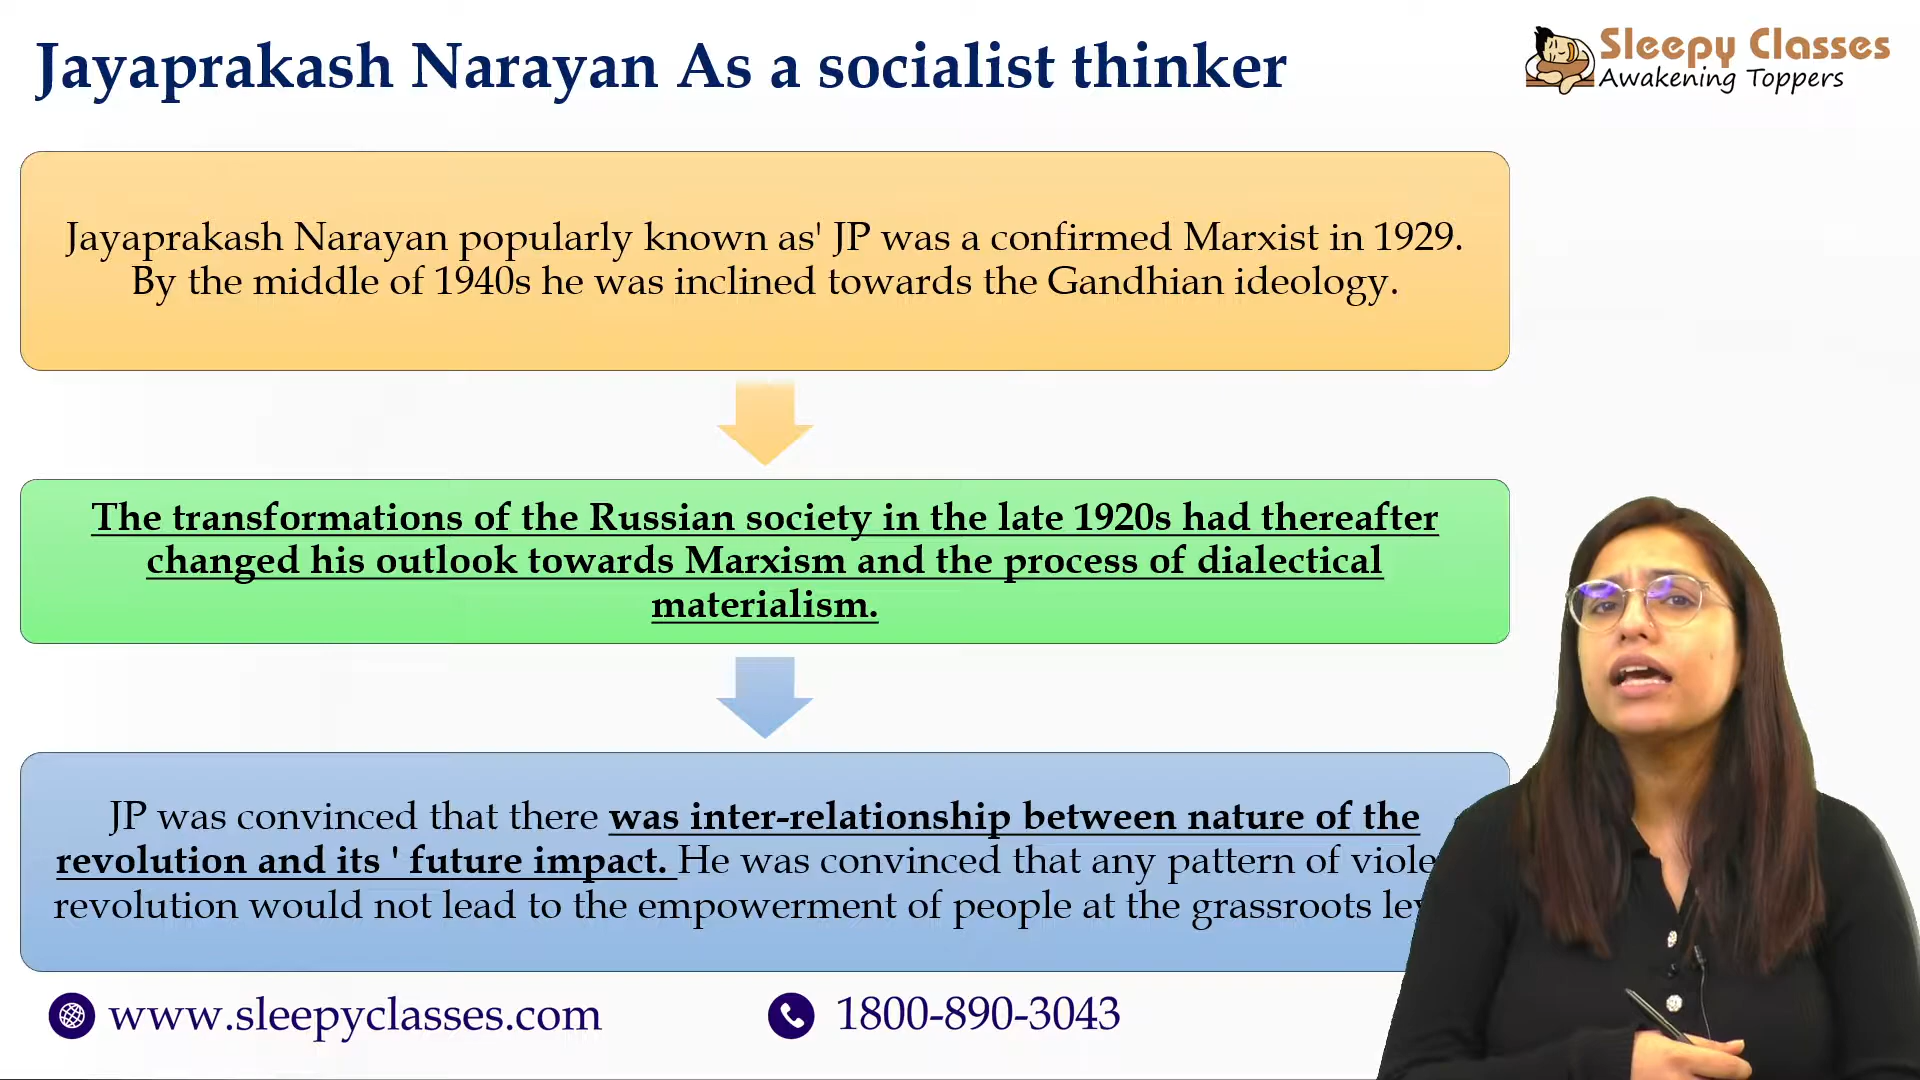 Jayaprakash Narayan As a socialist thinker
Sleepy Classes
Awakening Toppers
Jayaprakash Narayan popularly known as' JP was a confirmed Marxist in 1929.
By the middle of 1940s he was inclined towards the Gandhian ideology.
The transformations of the Russian society in the late 1920s had thereafter
changed his outlook towards Marxism and the process of dialectical
materialism.
JP was convinced that there was inter-relationship between nature of the
revolution and its ' future impact. He was convinced that any pattern of
revolution would not lead to the empowerment of people at the grassroots
www.sleepyclasses.com
1800-890-3043